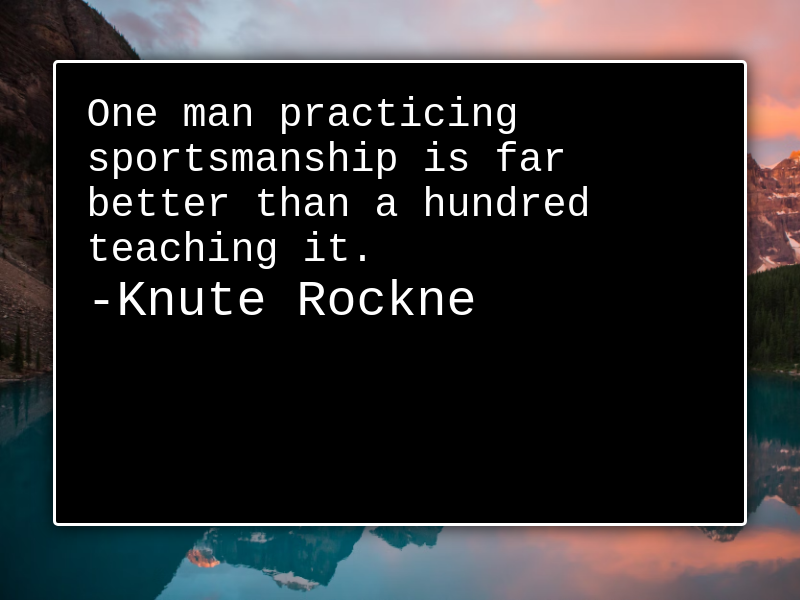 One man practicing
sportsmanship is far
better than a hundred
teaching it.
-Knute Rockne